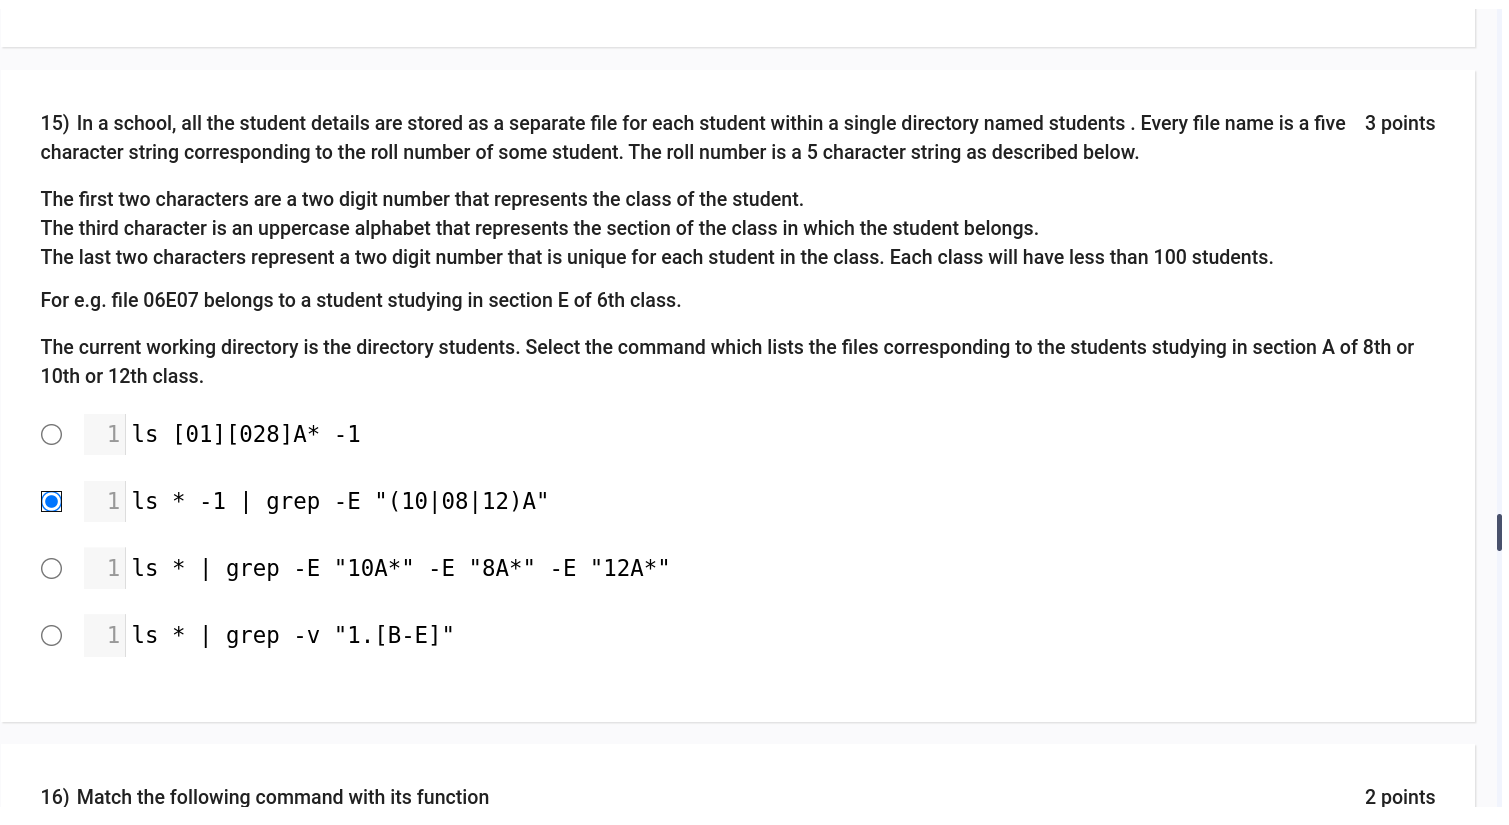 15) In a school, all the student details are stored as a separate file for each student within a single directory named students . Every file name is a five 3 points
character string corresponding to the roll number of some student. The roll number is a 5 character string as described below.
The first two characters are a two digit number that represents the class of the student.
The third character is an uppercase alphabet that represents the section of the class in which the student belongs.
The last two characters represent a two digit number that is unique for each student in the class. Each class will have less than 100 students.
For e.g. file 06E07 belongs to a student studying in section E of 6th class.
The current working directory is the directory students. Select the command which lists the files corresponding to the students studying in section A of 8th or
10th or 12th class.
1 ls [01][028]A* -1
1 ls * -1 | grep -E "(10|08|12)A"
1 ls * | grep -E "10A*" -E "8A*" -E "12A*"
1 ls * | grep -v "1.[B-E]"
16) Match the following command with its function 2 points